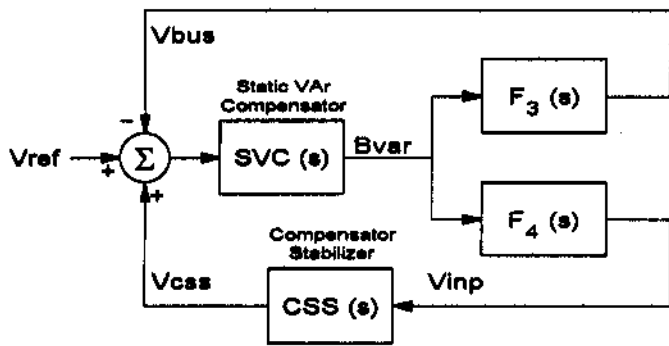 Vbus
Static VAr
Compensator
F3 (s)
-
Vref
+
Σ
SVC (s)
Bvar
+
F4 (s)
Compensator
Stabilizer
Vcss
CSS (s)
Vinp